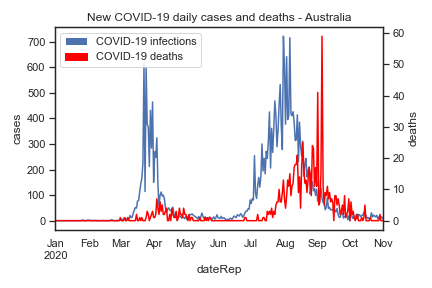 New COVID-19 daily cases and deaths - Australia
COVID-19 infections
COVID-19 deaths
700
600
500
400
300
200
100
0
cases
60
50
40
30
20
10
0
deaths
Jan Feb Mar Apr May Jun Jul Aug Sep Oct Nov
2020
dateRep